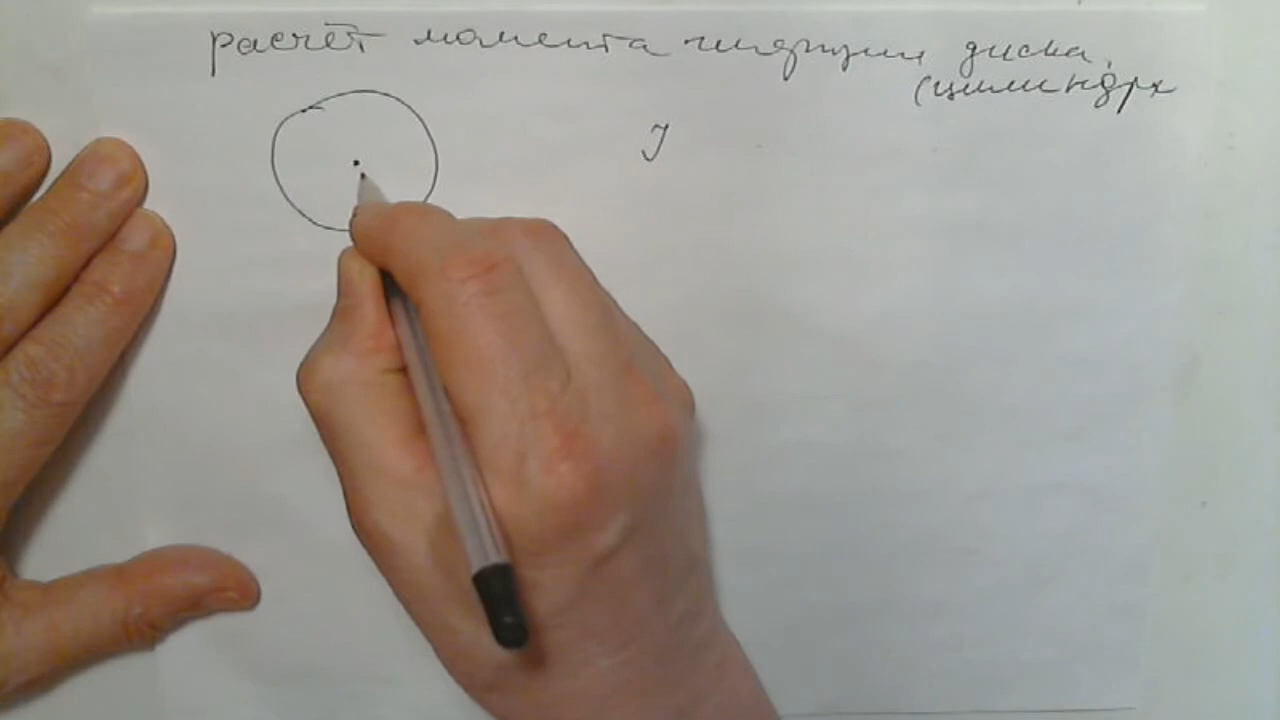 расчёт момента инерции диска.
(цилиндра
J